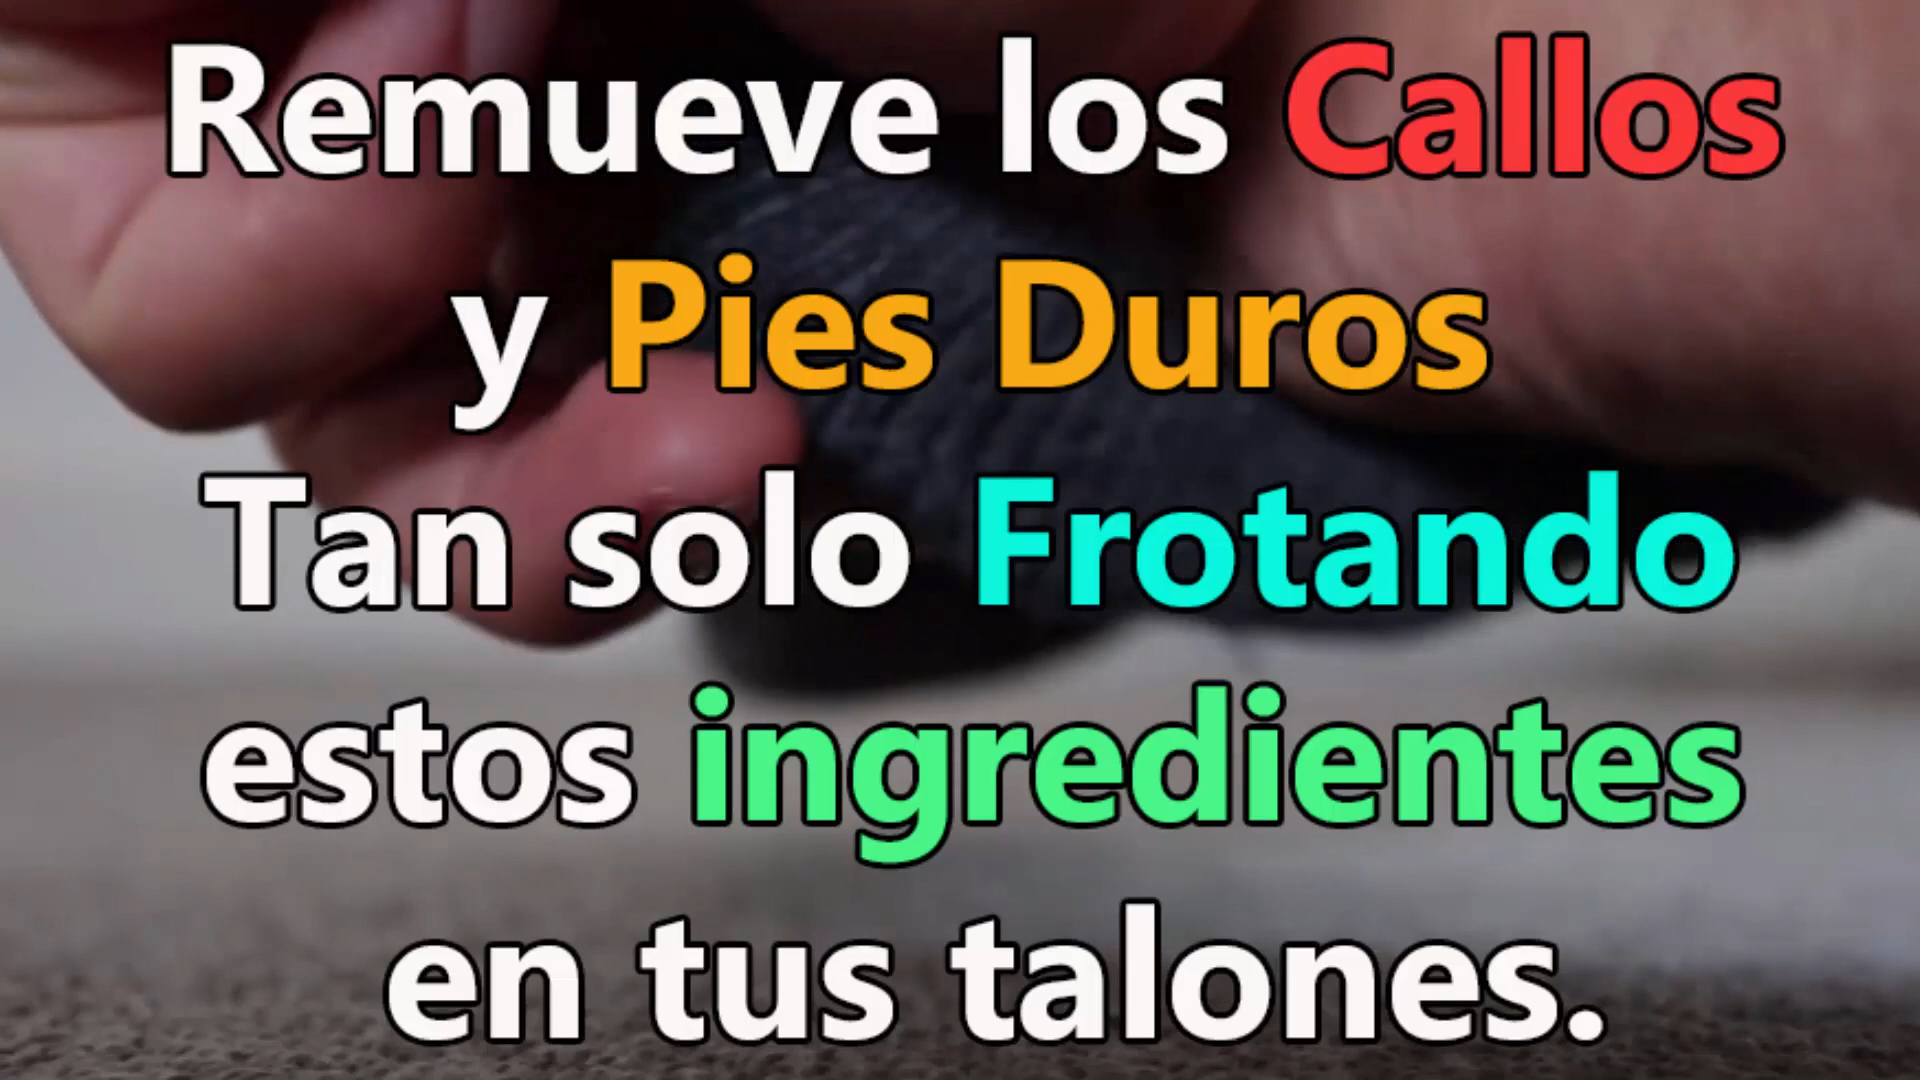 Remueve los Callos
y Pies Duros
Tan solo Frotando
estos ingredientes
en tus talones.